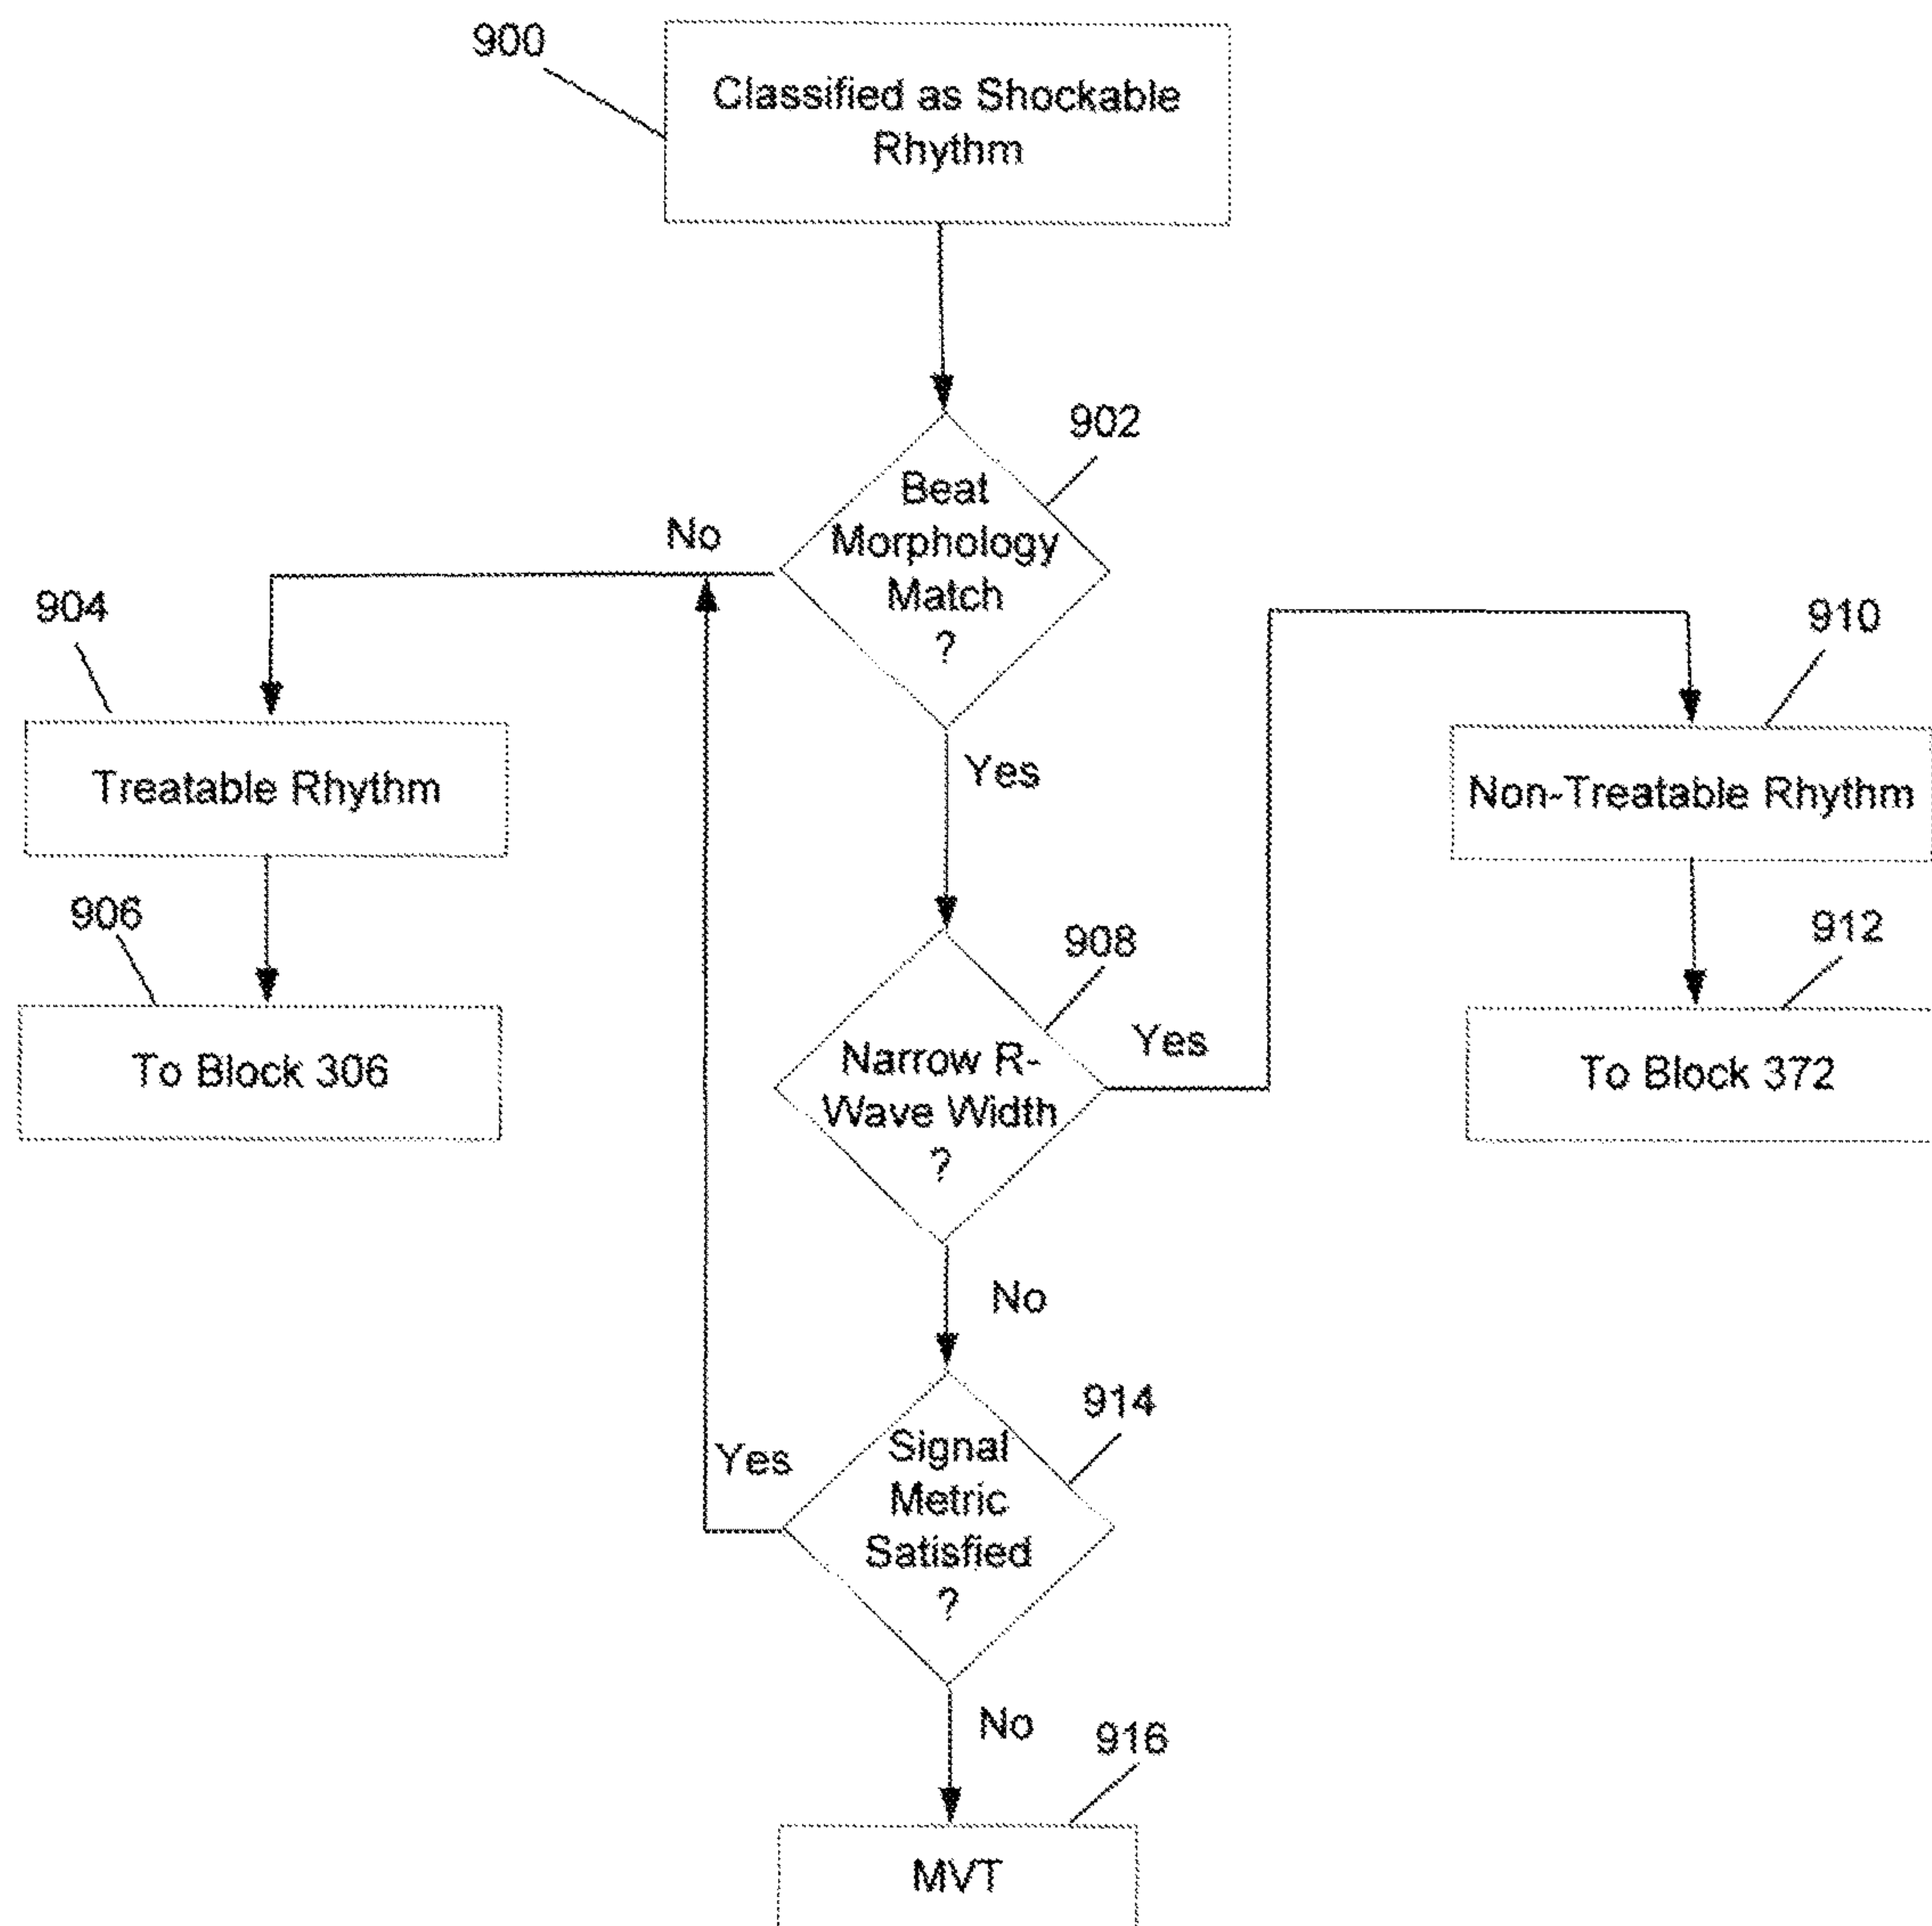 900
Classified as Shockable
Rhythm
902
Beat
Morphology
Match
?
No
Yes
904
Treatable Rhythm
906
To Block 306
910
Non-Treatable Rhythm
912
To Block 372
908
Narrow R-
Wave Width
?
Yes
No
914
Signal
Metric
Satisfied
?
Yes
No
916
MVT